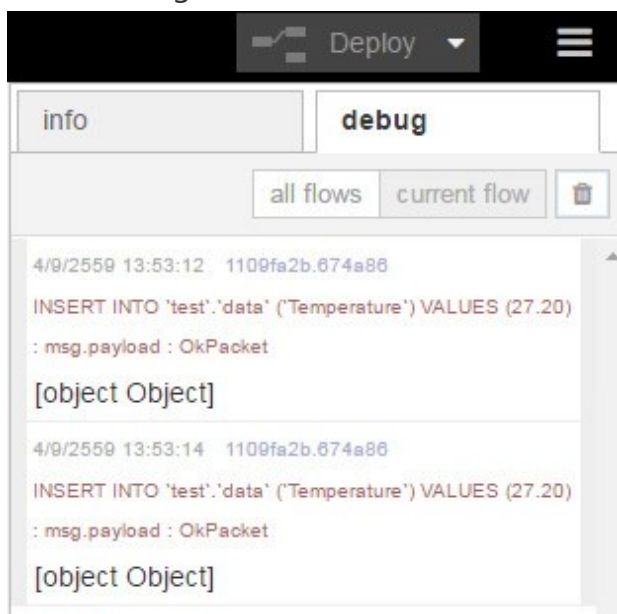 Deploy
info
debug
all flows
current flow
4/9/2559 13:53:12 1109fa2b.674a86
INSERT INTO 'test'.'data' ('Temperature') VALUES (27.20)
: msg.payload : OkPacket
[object Object]
4/9/2559 13:53:14 1109fa2b.674a86
INSERT INTO 'test'.'data' ('Temperature') VALUES (27.20)
: msg.payload : OkPacket
[object Object]